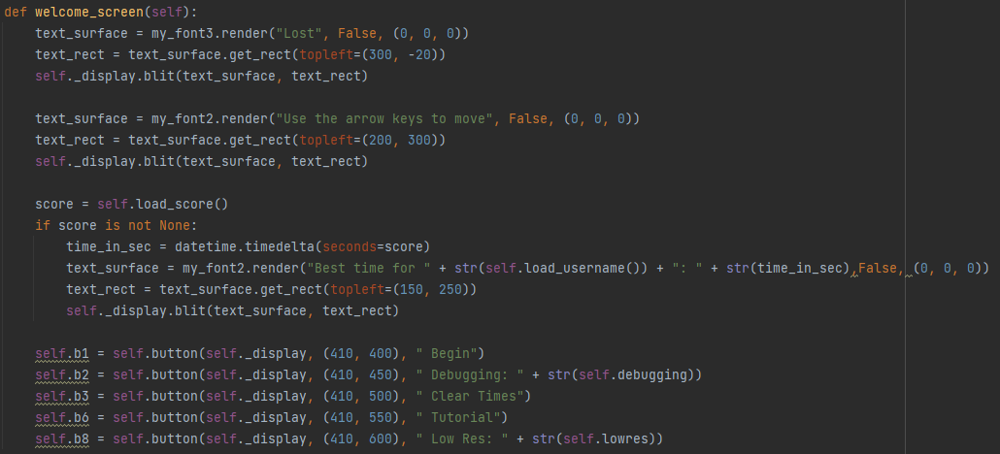 def welcome_screen(self):
    text_surface = my_font3.render("Lost", False, (0, 0, 0))
    text_rect = text_surface.get_rect(topleft=(300, -20))
    self._display.blit(text_surface, text_rect)

    text_surface = my_font2.render("Use the arrow keys to move", False, (0, 0, 0))
    text_rect = text_surface.get_rect(topleft=(200, 300))
    self._display.blit(text_surface, text_rect)

    score = self.load_score()
    if score is not None:
        time_in_sec = datetime.timedelta(seconds=score)
        text_surface = my_font2.render("Best time for " + str(self.load_username()) + ": " + str(time_in_sec),False, (0, 0, 0))
        text_rect = text_surface.get_rect(topleft=(150, 250))
        self._display.blit(text_surface, text_rect)

    self.b1 = self.button(self._display, (410, 400), " Begin")
    self.b2 = self.button(self._display, (410, 450), " Debugging: " + str(self.debugging))
    self.b3 = self.button(self._display, (410, 500), " Clear Times")
    self.b6 = self.button(self._display, (410, 550), " Tutorial")
    self.b8 = self.button(self._display, (410, 600), " Low Res: " + str(self.lowres))